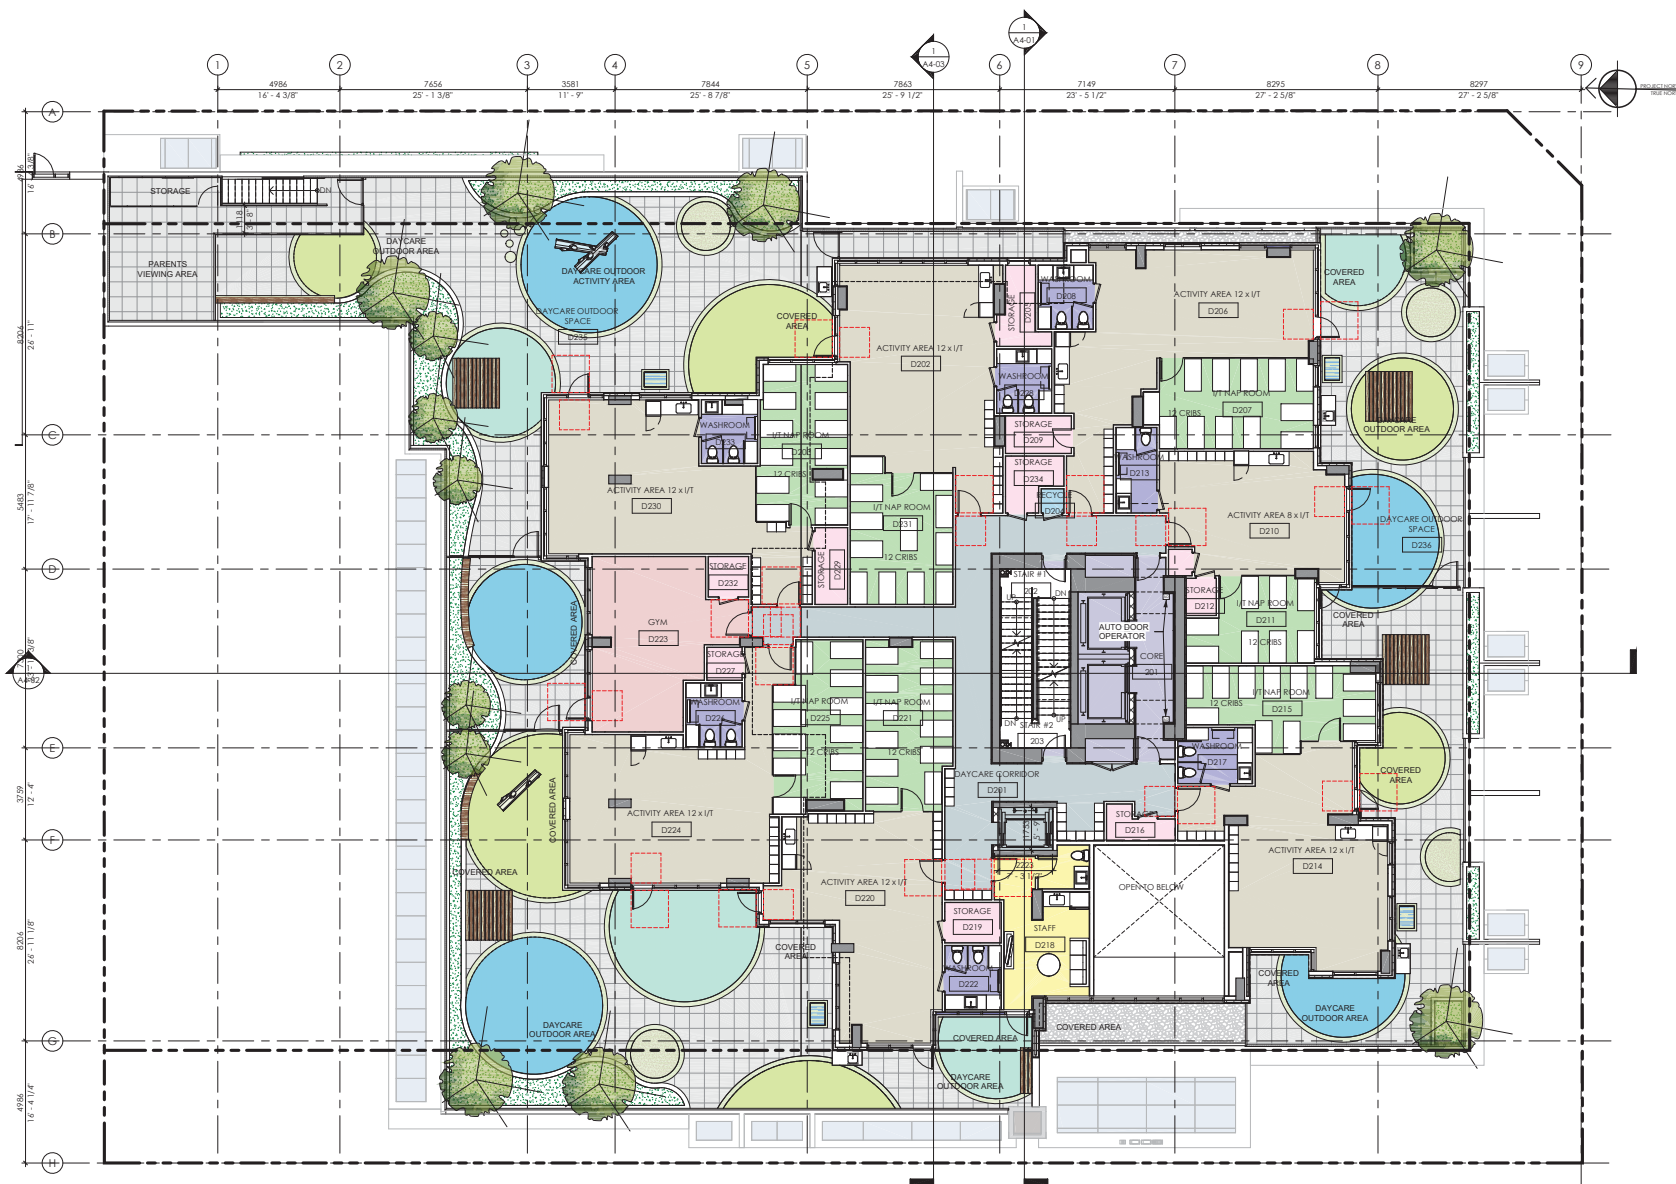 1
A4-01
1
A4-03
1
2
3
4
5
6
7
8
9
4986
7656
3581
7844
7863
7149
8295
8297
16' - 4 3/8"
25' - 1 3/8"
11' - 9"
25' - 8 7/8"
25' - 9 1/2"
23' - 5 1/2"
27' - 2 5/8"
27' - 2 5/8"
A
B
C
D
E
F
G
H
8206
26' - 11"
5483
17' - 11 7/8"
A4-02
3759
12' - 4"
8206
26' - 11 1/8"
4986
16' - 4 1/4"
STORAGE
DN
PARENTS
VIEWING AREA
DAYCARE
OUTDOOR AREA
DAYCARE OUTDOOR
ACTIVITY AREA
DAYCARE OUTDOOR
SPACE
D235
COVERED
AREA
ACTIVITY AREA 12 x I/T
D202
STORAGE
D205
WASHROOM
D208
ACTIVITY AREA 12 x I/T
D206
COVERED
AREA
WASHROOM
D228
I/T NAP ROOM
D207
12 CRIBS
STORAGE
D209
STORAGE
D234
RECYCLE
D204
WASHROOM
D213
OUTDOOR AREA
WASHROOM
D233
I/T NAP ROOM
12 CRIBS
ACTIVITY AREA 12 x I/T
D230
I/T NAP ROOM
D231
12 CRIBS
ACTIVITY AREA 8 x I/T
D210
DAYCARE OUTDOOR
SPACE
D236
STORAGE
D232
STORAGE
D229
GYM
D223
STORAGE
D227
COVERED AREA
WASHROOM
D226
STAIR #1
202
UP
DN
AUTO DOOR
OPERATOR
CORE
201
DN
UP
STAIR #2
203
STORAGE
D212
I/T NAP ROOM
D211
12 CRIBS
COVERED
AREA
I/T NAP ROOM
D215
12 CRIBS
I/T NAP ROOM
D225
12 CRIBS
I/T NAP ROOM
D221
12 CRIBS
WASHROOM
D217
DAYCARE CORRIDOR
D201
COVERED
AREA
COVERED AREA
ACTIVITY AREA 12 x I/T
D224
STORAGE
D216
ACTIVITY AREA 12 x I/T
D214
COVERED AREA
ACTIVITY AREA 12 x I/T
D220
OPEN TO BELOW
STORAGE
D219
STAFF
D218
COVERED
AREA
WASHROOM
D222
COVERED
AREA
DAYCARE
OUTDOOR AREA
DAYCARE
OUTDOOR AREA
COVERED AREA
COVERED AREA
DAYCARE
OUTDOOR AREA